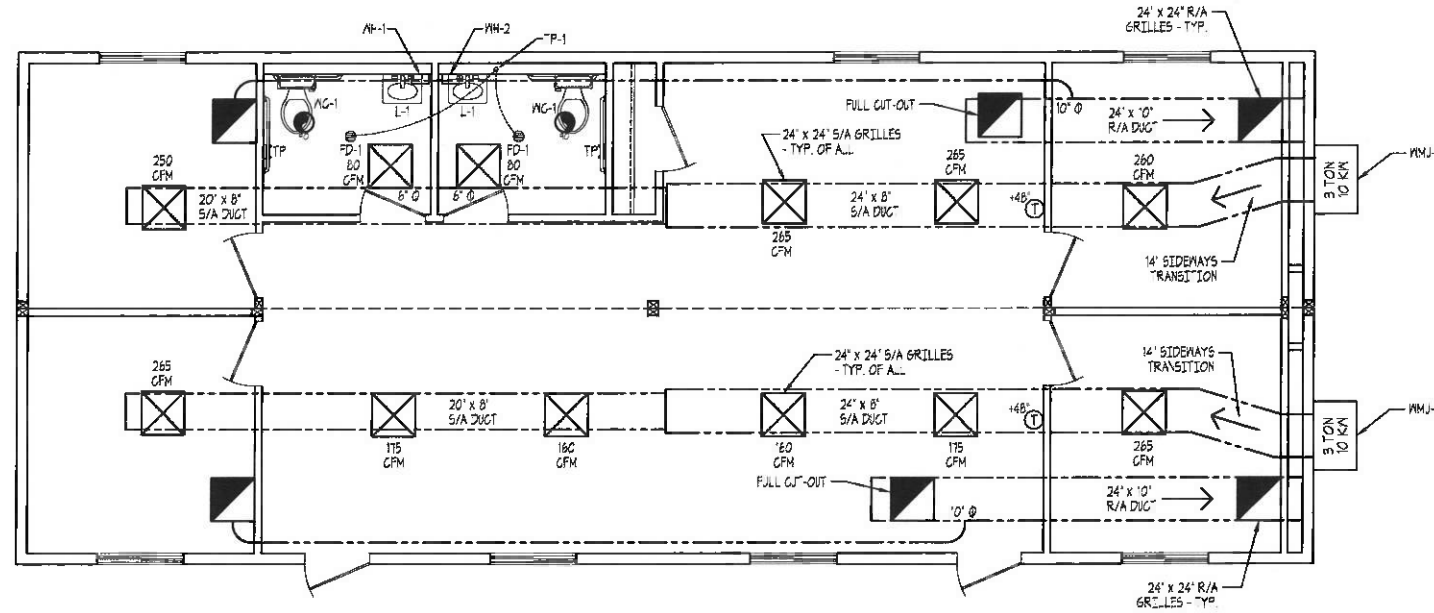 24" x 24" R/A
GRILLES - TYP.
WH-1
WH-2
TP-1
WC-1
L-1
L-1
WC-1
FULL CUT-OUT
10" Φ
24" x 10"
R/A DUCT
24" x 24" S/A GRILLES
- TYP. OF ALL
TP
FD-1
80
CFM
FD-1
80
CFM
TP
250
CFM
265
CFM
260
CFM
WMU-
3 TON
10 KW
20" x 8"
S/A DUCT
6" Φ
6" Φ
24" x 8"
S/A DUCT
+48"
T
265
CFM
14" SIDEWAYS
TRANSITION
265
CFM
24" x 24" S/A GRILLES
- TYP. OF ALL
14" SIDEWAYS
TRANSITION
20" x 8"
S/A DUCT
24" x 8"
S/A DUCT
+48"
T
WMU-
3 TON
10 KW
175
CFM
160
CFM
160
CFM
175
CFM
265
CFM
FULL CUT-OUT
10" Φ
24" x 10"
R/A DUCT
24" x 24" R/A
GRILLES - TYP.